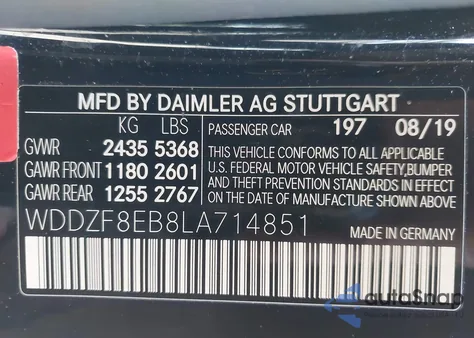 MFD BY DAIMLER AG STUTTGART
KG LBS PASSENGER CAR 197 08/19
GVWR 2435 5368
GAWR FRONT 1180 2601
GAWR REAR 1255 2767
THIS VEHICLE CONFORMS TO ALL APPLICABLE
U.S. FEDERAL MOTOR VEHICLE SAFETY,BUMPER
AND THEFT PREVENTION STANDARDS IN EFFECT
ON THE DATE OF MANUFACTURE SHOWN ABOVE.
WDDZF8EB8LA714851
MADE IN GERMANY
autoSnap